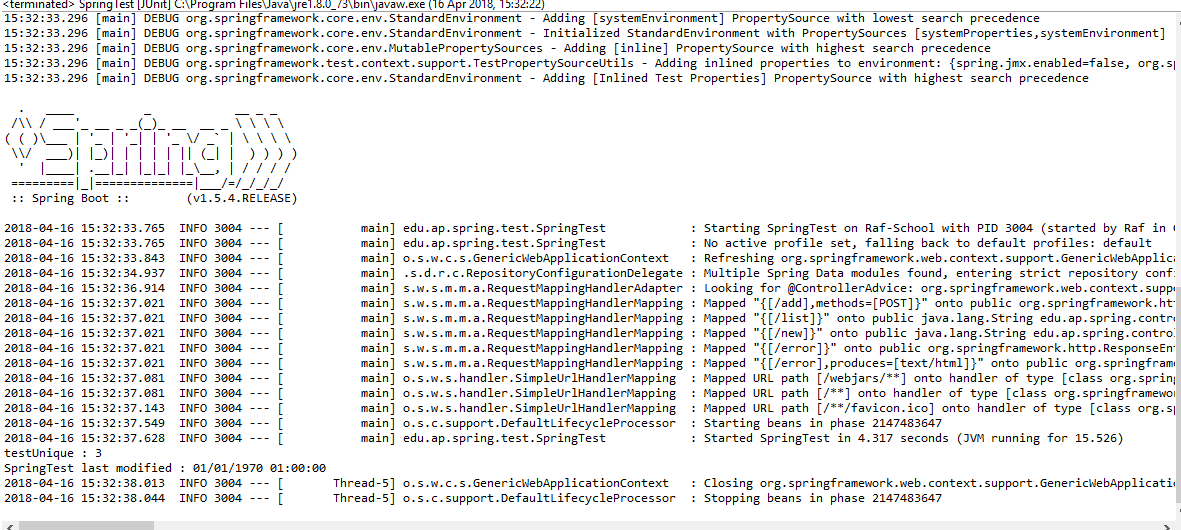 <terminated> SpringTest [JUnit] C:\Program Files\Java\jre1.8.0_73\bin\javaw.exe (16 Apr 2018, 15:32:22)
15:32:33.296 [main] DEBUG org.springframework.core.env.StandardEnvironment - Adding [systemEnvironment] PropertySource with lowest search precedence
15:32:33.296 [main] DEBUG org.springframework.core.env.StandardEnvironment - Initialized StandardEnvironment with PropertySources [systemProperties,systemEnvironment]
15:32:33.296 [main] DEBUG org.springframework.core.env.MutablePropertySources - Adding [inline] PropertySource with highest search precedence
15:32:33.296 [main] DEBUG org.springframework.test.context.support.TestPropertySourceUtils - Adding inlined properties to environment: {spring.jmx.enabled=false, org.sp
15:32:33.296 [main] DEBUG org.springframework.core.env.StandardEnvironment - Adding [Inlined Test Properties] PropertySource with highest search precedence
Spring
:: Spring Boot ::        (v1.5.4.RELEASE)
2018-04-16 15:32:33.765  INFO 3004 --- [           main] edu.ap.spring.test.SpringTest            : Starting SpringTest on Raf-School with PID 3004 (started by Raf in C
2018-04-16 15:32:33.765  INFO 3004 --- [           main] edu.ap.spring.test.SpringTest            : No active profile set, falling back to default profiles: default
2018-04-16 15:32:33.843  INFO 3004 --- [           main] o.s.w.c.s.GenericWebApplicationContext   : Refreshing org.springframework.web.context.support.GenericWebApplica
2018-04-16 15:32:34.937  INFO 3004 --- [           main] .s.d.r.c.RepositoryConfigurationDelegate : Multiple Spring Data modules found, entering strict repository confi
2018-04-16 15:32:36.914  INFO 3004 --- [           main] s.w.s.m.m.a.RequestMappingHandlerAdapter : Looking for @ControllerAdvice: org.springframework.web.context.suppo
2018-04-16 15:32:37.021  INFO 3004 --- [           main] s.w.s.m.m.a.RequestMappingHandlerMapping : Mapped "{[/add],methods=[POST]}" onto public org.springframework.htt
2018-04-16 15:32:37.021  INFO 3004 --- [           main] s.w.s.m.m.a.RequestMappingHandlerMapping : Mapped "{[/list]}" onto public java.lang.String edu.ap.spring.contro
2018-04-16 15:32:37.021  INFO 3004 --- [           main] s.w.s.m.m.a.RequestMappingHandlerMapping : Mapped "{[/new]}" onto public java.lang.String edu.ap.spring.control
2018-04-16 15:32:37.021  INFO 3004 --- [           main] s.w.s.m.m.a.RequestMappingHandlerMapping : Mapped "{[/error]}" onto public org.springframework.http.ResponseEnt
2018-04-16 15:32:37.021  INFO 3004 --- [           main] s.w.s.m.m.a.RequestMappingHandlerMapping : Mapped "{[/error],produces=[text/html]}" onto public org.springframe
2018-04-16 15:32:37.081  INFO 3004 --- [           main] o.s.w.s.handler.SimpleUrlHandlerMapping  : Mapped URL path [/webjars/**] onto handler of type [class org.spring
2018-04-16 15:32:37.081  INFO 3004 --- [           main] o.s.w.s.handler.SimpleUrlHandlerMapping  : Mapped URL path [/**] onto handler of type [class org.springframewor
2018-04-16 15:32:37.143  INFO 3004 --- [           main] o.s.w.s.handler.SimpleUrlHandlerMapping  : Mapped URL path [/**/favicon.ico] onto handler of type [class org.sp
2018-04-16 15:32:37.549  INFO 3004 --- [           main] o.s.c.support.DefaultLifecycleProcessor  : Starting beans in phase 2147483647
2018-04-16 15:32:37.628  INFO 3004 --- [           main] edu.ap.spring.test.SpringTest            : Started SpringTest in 4.317 seconds (JVM running for 15.526)
testUnique : 3
SpringTest last modified : 01/01/1970 01:00:00
2018-04-16 15:32:38.013  INFO 3004 --- [       Thread-5] o.s.w.c.s.GenericWebApplicationContext   : Closing org.springframework.web.context.support.GenericWebApplicatio
2018-04-16 15:32:38.044  INFO 3004 --- [       Thread-5] o.s.c.support.DefaultLifecycleProcessor  : Stopping beans in phase 2147483647